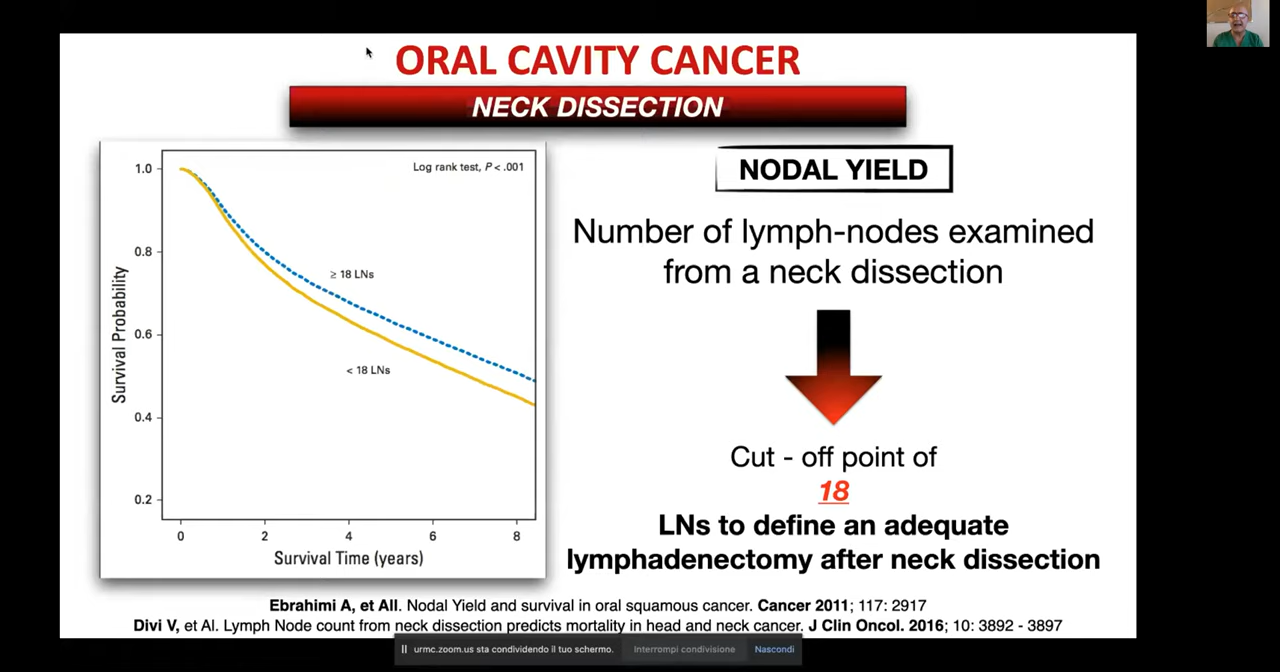 ORAL CAVITY CANCER
NECK DISSECTION
Log rank test, P < .001
1.0
0.8
0.6
0.4
0.2
Survival Probability
≥ 18 LNs
< 18 LNs
0 2 4 6 8
Survival Time (years)
NODAL YIELD
Number of lymph-nodes examined
from a neck dissection
Cut - off point of
18
LNs to define an adequate
lymphadenectomy after neck dissection
Ebrahimi A, et All. Nodal Yield and survival in oral squamous cancer. Cancer 2011; 117: 2917
Divi V, et Al. Lymph Node count from neck dissection predicts mortality in head and neck cancer. J Clin Oncol. 2016; 10: 3892 - 3897
urmc.zoom.us sta condividendo il tuo schermo. Interrompi condivisione Nascondi